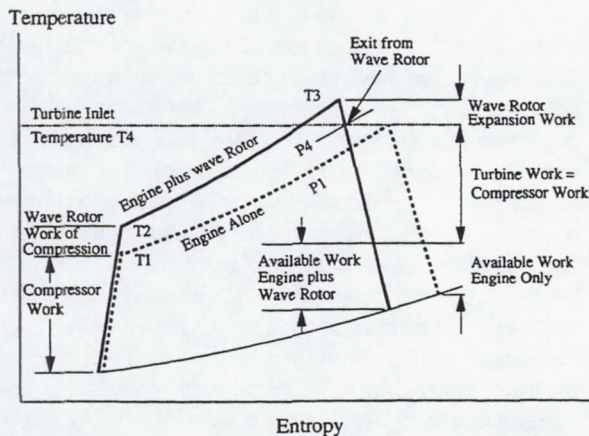 Temperature
Exit from
Wave Rotor
T3
Wave Rotor
Expansion Work
Turbine Inlet
Temperature T4
P4
Engine plus wave Rotor
P1
Turbine Work =
Compressor Work
Wave Rotor
Work of
Compression
T2
Engine Alone
T1
Available Work
Engine plus
Wave Rotor
Available Work
Engine Only
Compressor
Work
Entropy